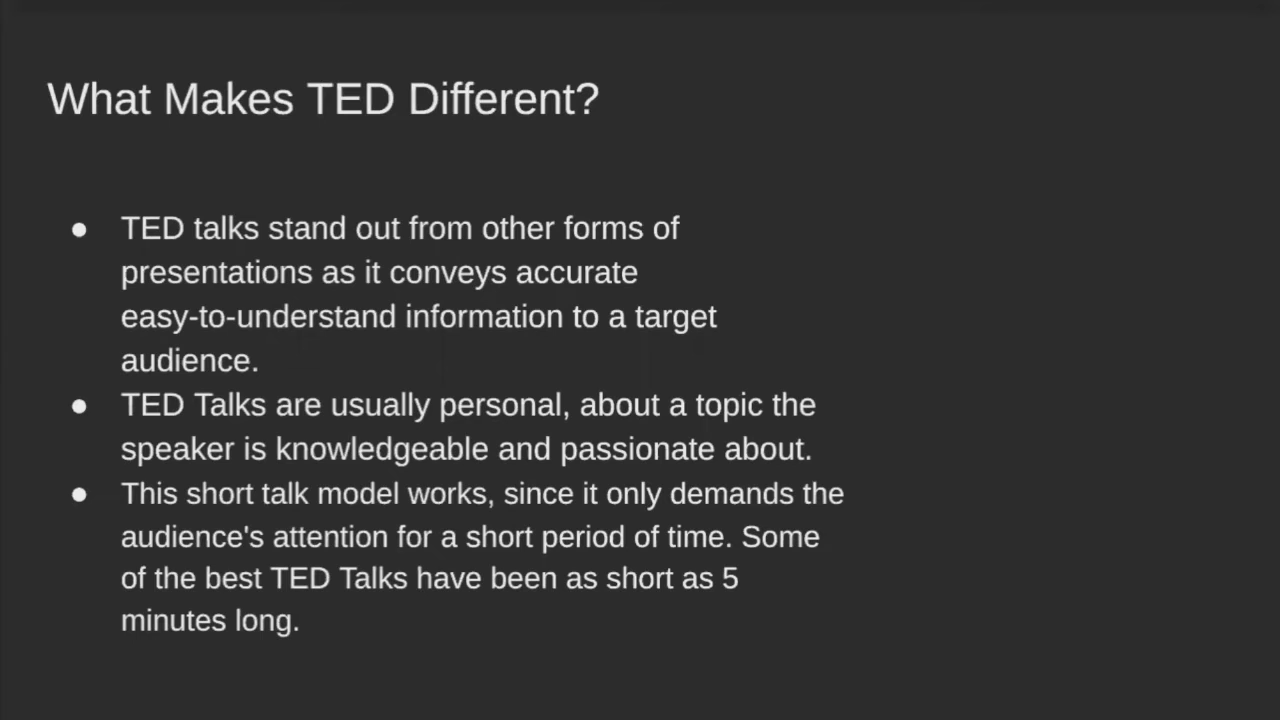 What Makes TED Different?
● TED talks stand out from other forms of
presentations as it conveys accurate
easy-to-understand information to a target
audience.
● TED Talks are usually personal, about a topic the
speaker is knowledgeable and passionate about.
● This short talk model works, since it only demands the
audience's attention for a short period of time. Some
of the best TED Talks have been as short as 5
minutes long.